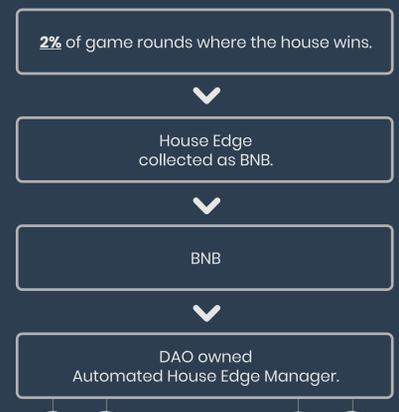 2% of game rounds where the house wins.
House Edge
collected as BNB.
BNB
DAO owned
Automated House Edge Manager.